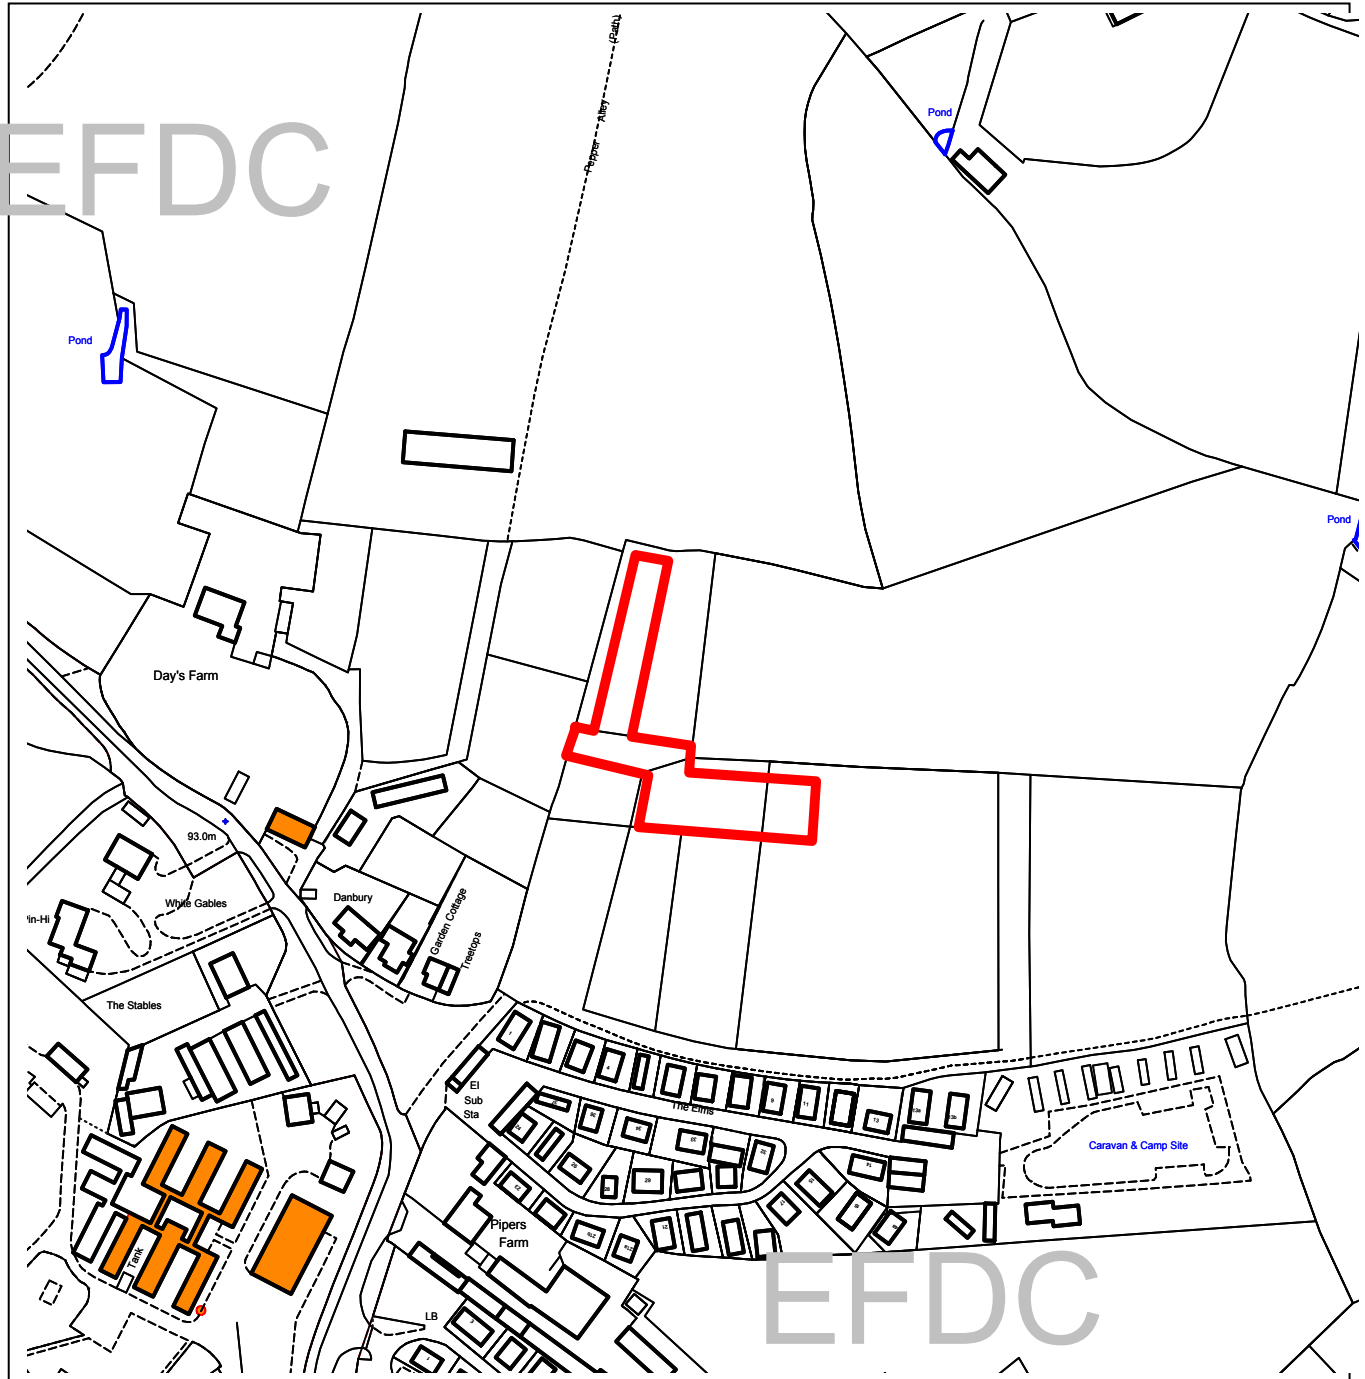 (Path)
Alley
Pepper
Pond
EFDC
Pond
Pond
Day's Farm
93.0m
Danbury
White Gables
Garden Cottage
Treetops
The Stables
El
Sub
Sta
The Elms
Caravan & Camp Site
Pipers
Farm
Tank
LB
EFDC